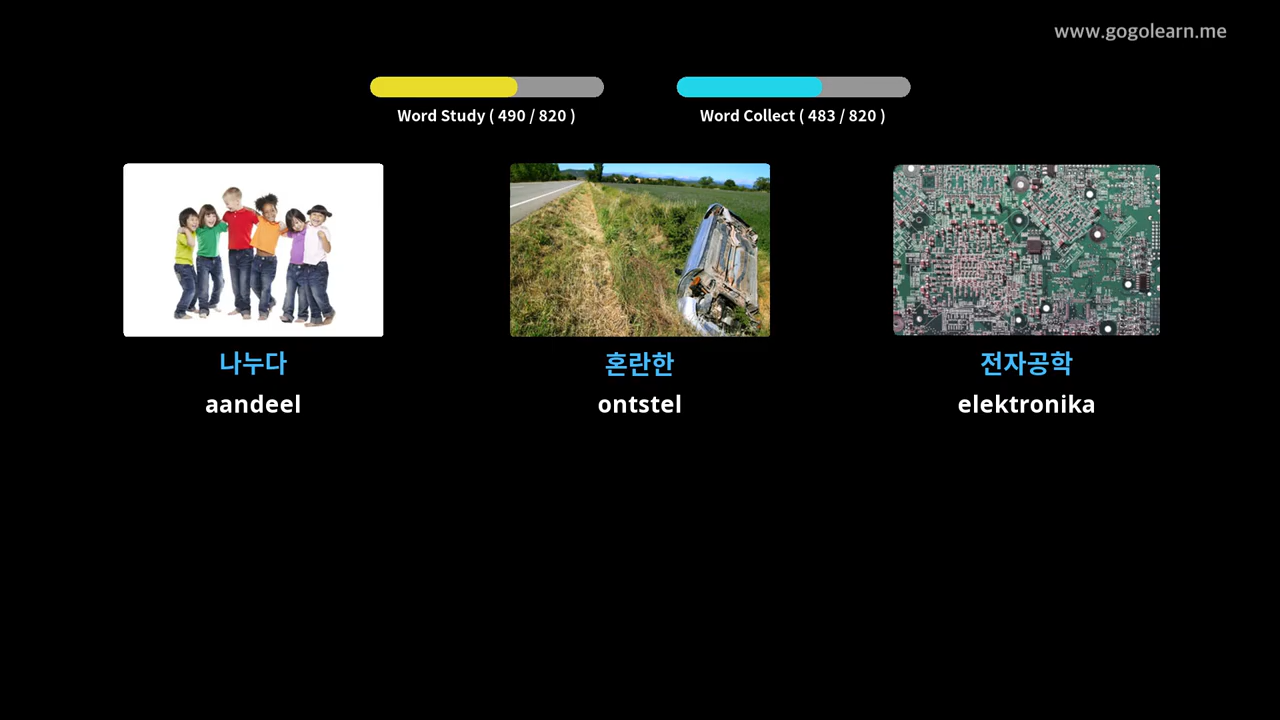 www.gogolearn.me
Word Study ( 490 / 820 )
Word Collect ( 483 / 820 )
나누다
aandeel
혼란한
ontstel
전자공학
elektronika